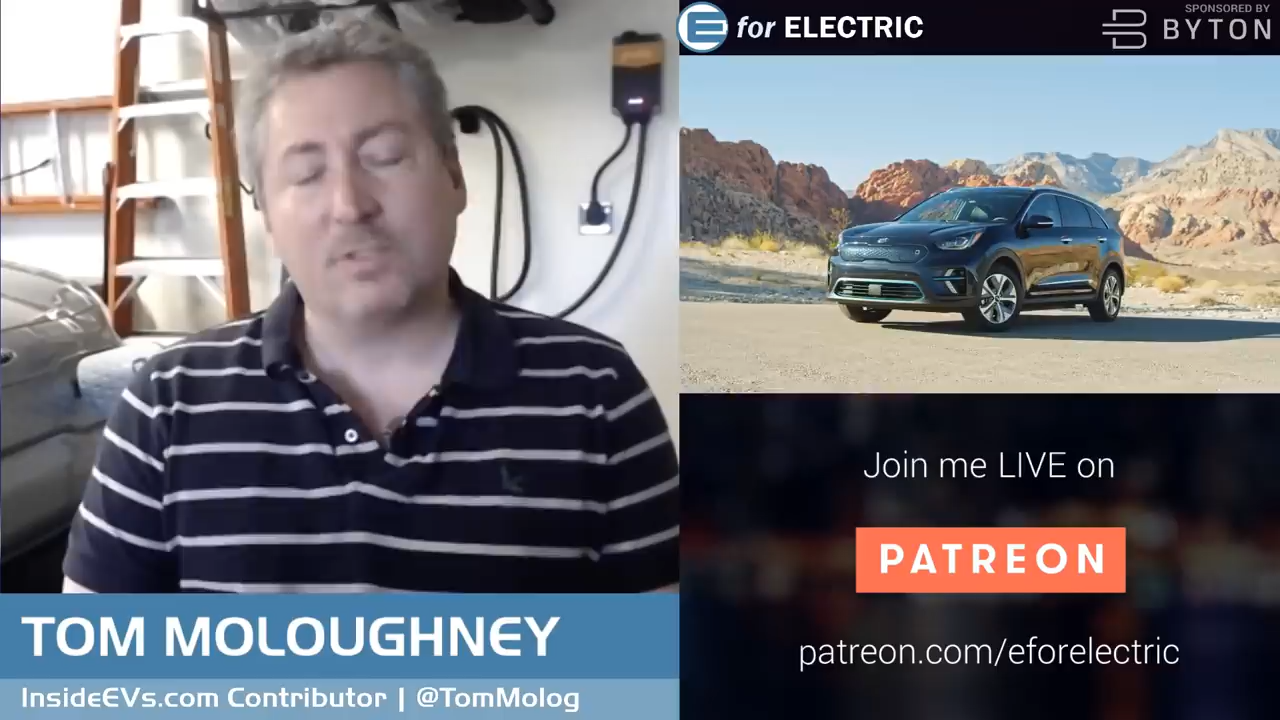 E for ELECTRIC
SPONSORED BY
BYTON
Join me LIVE on
PATREON
patreon.com/eforelectric
TOM MOLOUGHNEY
InsideEVs.com Contributor | @TomMolog